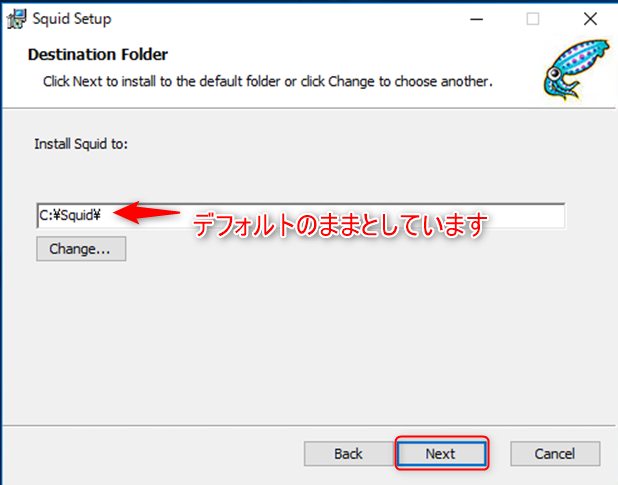 Squid Setup
Destination Folder
Click Next to install to the default folder or click Change to choose another.
Install Squid to:
C:¥Squid¥
デフォルトのままとしています
Change...
Back
Next
Cancel